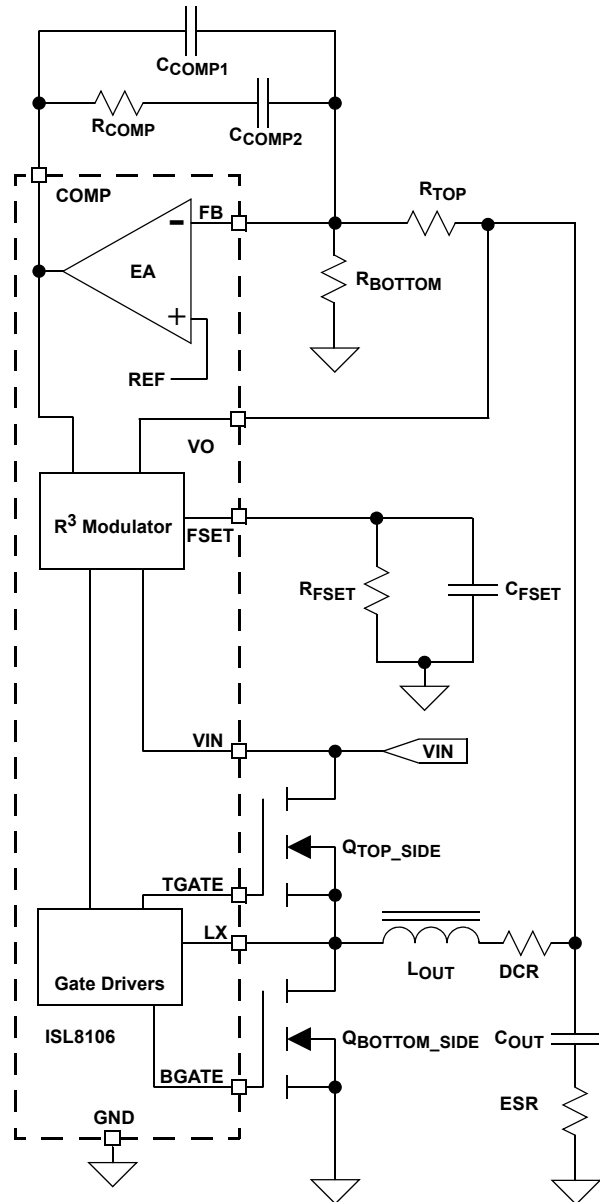 CCOMP1
RCOMP
CCOMP2
COMP
FB
RTOP
-
EA
RBOTTOM
+
REF
VO
R³ Modulator
FSET
RFSET
CFSET
VIN
VIN
QTOP_SIDE
TGATE
LX
LOUT
DCR
Gate Drivers
ISL8106
QBOTTOM_SIDE
COUT
BGATE
ESR
GND